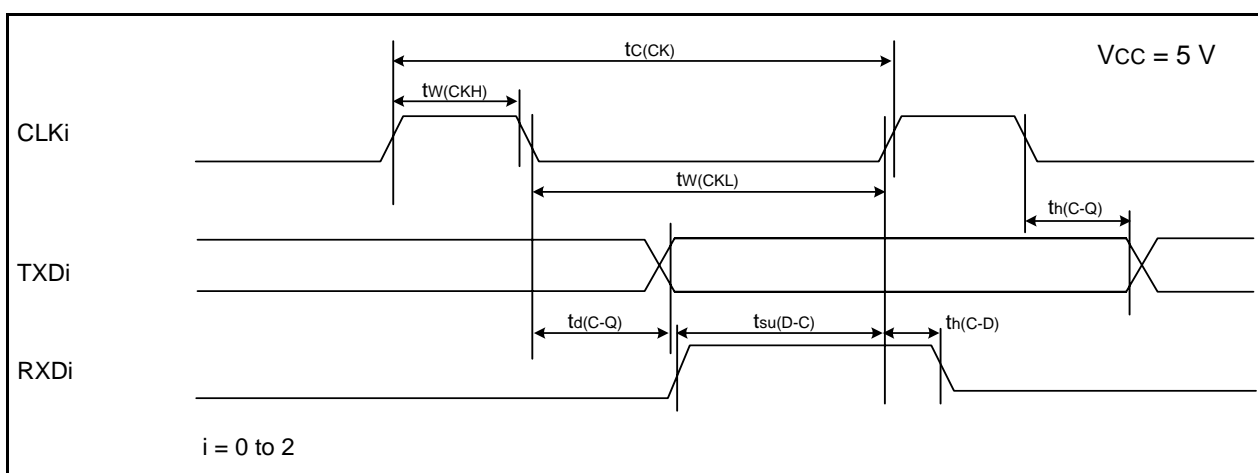 tC(CK)
VCC = 5 V
tW(CKH)
CLKi
tW(CKL)
th(C-Q)
TXDi
td(C-Q)
tsu(D-C)
th(C-D)
RXDi
i = 0 to 2